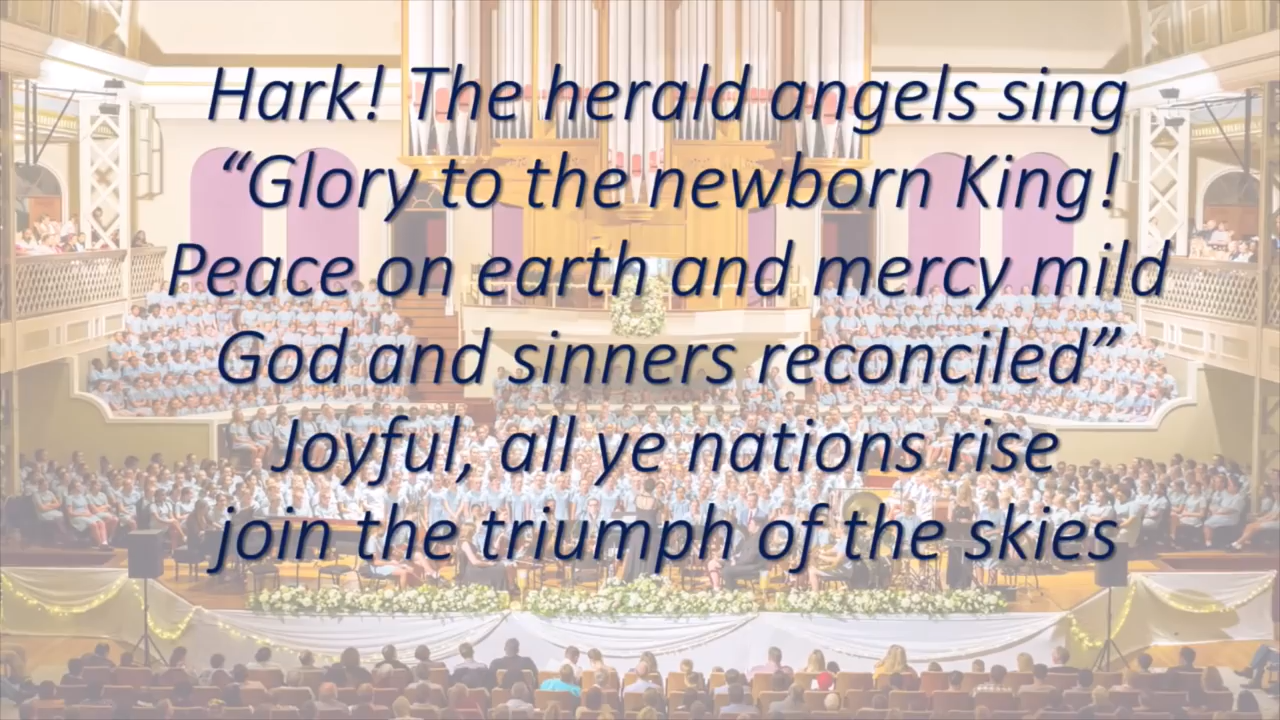 Hark! The herald angels sing
“Glory to the newborn King!
Peace on earth and mercy mild
God and sinners reconciled”
Joyful, all ye nations rise
join the triumph of the skies